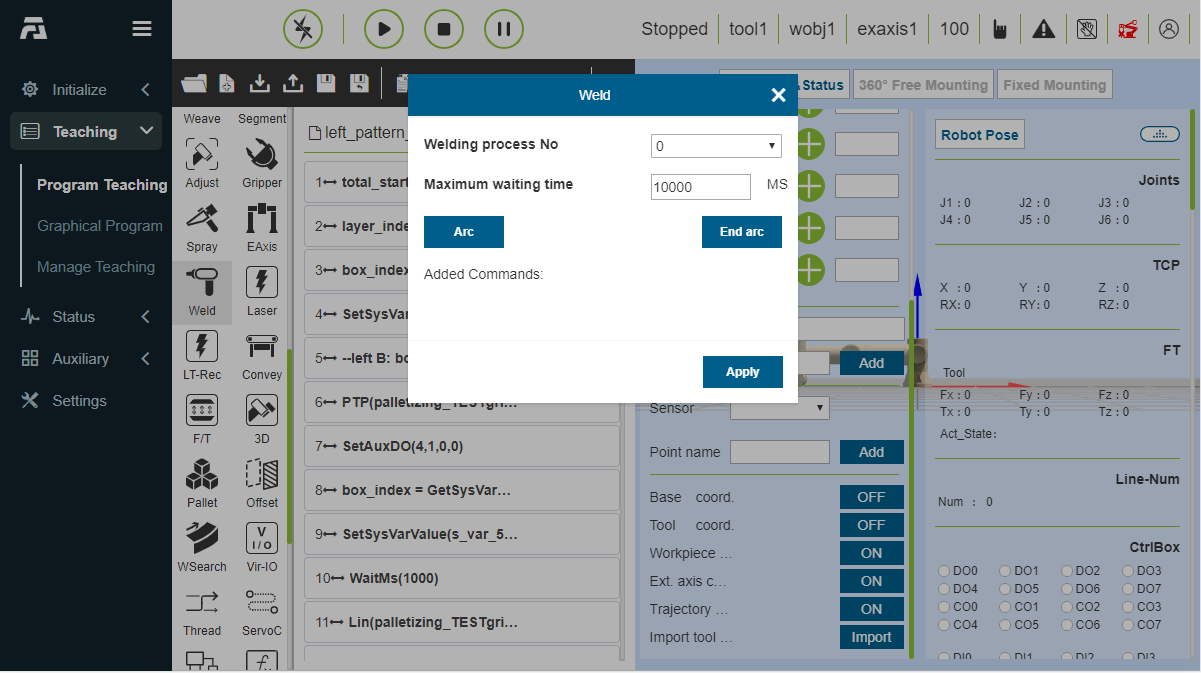 Stopped
tool1
wobj1
exaxis1
100
Initialize
Teaching
Program Teaching
Graphical Program
Manage Teaching
Status
Auxiliary
Settings
Weave
Segment
Adjust
Gripper
Spray
EAxis
Weld
Laser
LT-Rec
Convey
F/T
3D
Pallet
Offset
WSearch
Vir-IO
V
I/O
Thread
ServoC
left_pattern_
1 total_start
2 layer_inde
3 box_index
4 SetSysVar
5 --left B: bo
6 PTP(palletizing_TESTgri...
7 SetAuxDO(4,1,0,0)
8 box_index = GetSysVar...
9 SetSysVarValue(s_var_5...
10 WaitMs(1000)
11 Lin(palletizing_TESTgri...
Weld
Welding process No
0
Maximum waiting time
10000
MS
Arc
End arc
Added Commands:
Apply
Status
360° Free Mounting
Fixed Mounting
Add
Sensor
Point name
Add
Base coord.
OFF
Tool coord.
OFF
Workpiece ...
ON
Ext. axis c...
ON
Trajectory ...
ON
Import tool ...
Import
Robot Pose
Joints
J1 : 0 J2 : 0 J3 : 0
J4 : 0 J5 : 0 J6 : 0
TCP
X : 0 Y : 0 Z : 0
RX: 0 RY: 0 RZ: 0
FT
Tool
Fx : 0 Fy : 0 Fz : 0
Tx : 0 Ty : 0 Tz : 0
Act_State:
Line-Num
Num : 0
CtrlBox
DO0 DO1 DO2 DO3
DO4 DO5 DO6 DO7
CO0 CO1 CO2 CO3
CO4 CO5 CO6 CO7
DI0 DI1 DI2 DI3